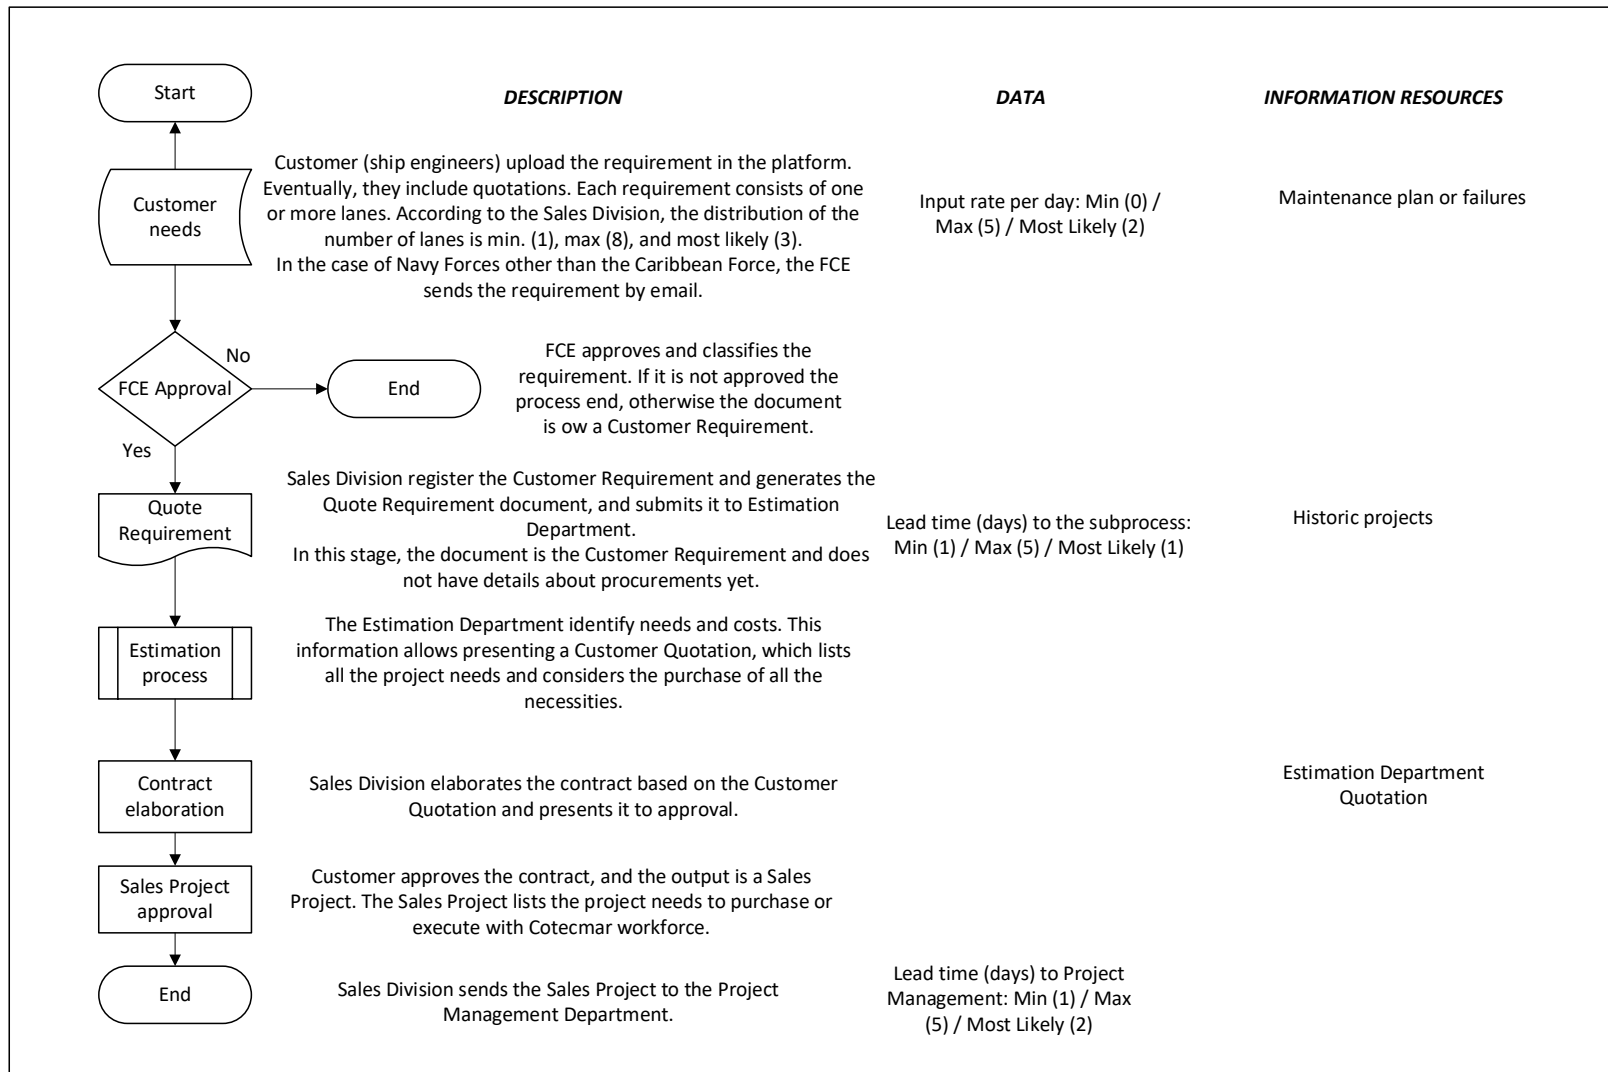 Start
DESCRIPTION
DATA
INFORMATION RESOURCES
Customer
needs
Customer (ship engineers) upload the requirement in the platform.
Eventually, they include quotations. Each requirement consists of one
or more lanes. According to the Sales Division, the distribution of the
number of lanes is min. (1), max (8), and most likely (3).
In the case of Navy Forces other than the Caribbean Force, the FCE
sends the requirement by email.
Input rate per day: Min (0) /
Max (5) / Most Likely (2)
Maintenance plan or failures
FCE Approval
No
End
Yes
FCE approves and classifies the
requirement. If it is not approved the
process end, otherwise the document
is ow a Customer Requirement.
Quote
Requirement
Sales Division register the Customer Requirement and generates the
Quote Requirement document, and submits it to Estimation
Department.
In this stage, the document is the Customer Requirement and does
not have details about procurements yet.
Lead time (days) to the subprocess:
Min (1) / Max (5) / Most Likely (1)
Historic projects
Estimation
process
The Estimation Department identify needs and costs. This
information allows presenting a Customer Quotation, which lists
all the project needs and considers the purchase of all the
necessities.
Contract
elaboration
Sales Division elaborates the contract based on the Customer
Quotation and presents it to approval.
Estimation Department
Quotation
Sales Project
approval
Customer approves the contract, and the output is a Sales
Project. The Sales Project lists the project needs to purchase or
execute with Cotecmar workforce.
End
Sales Division sends the Sales Project to the Project
Management Department.
Lead time (days) to Project
Management: Min (1) / Max
(5) / Most Likely (2)